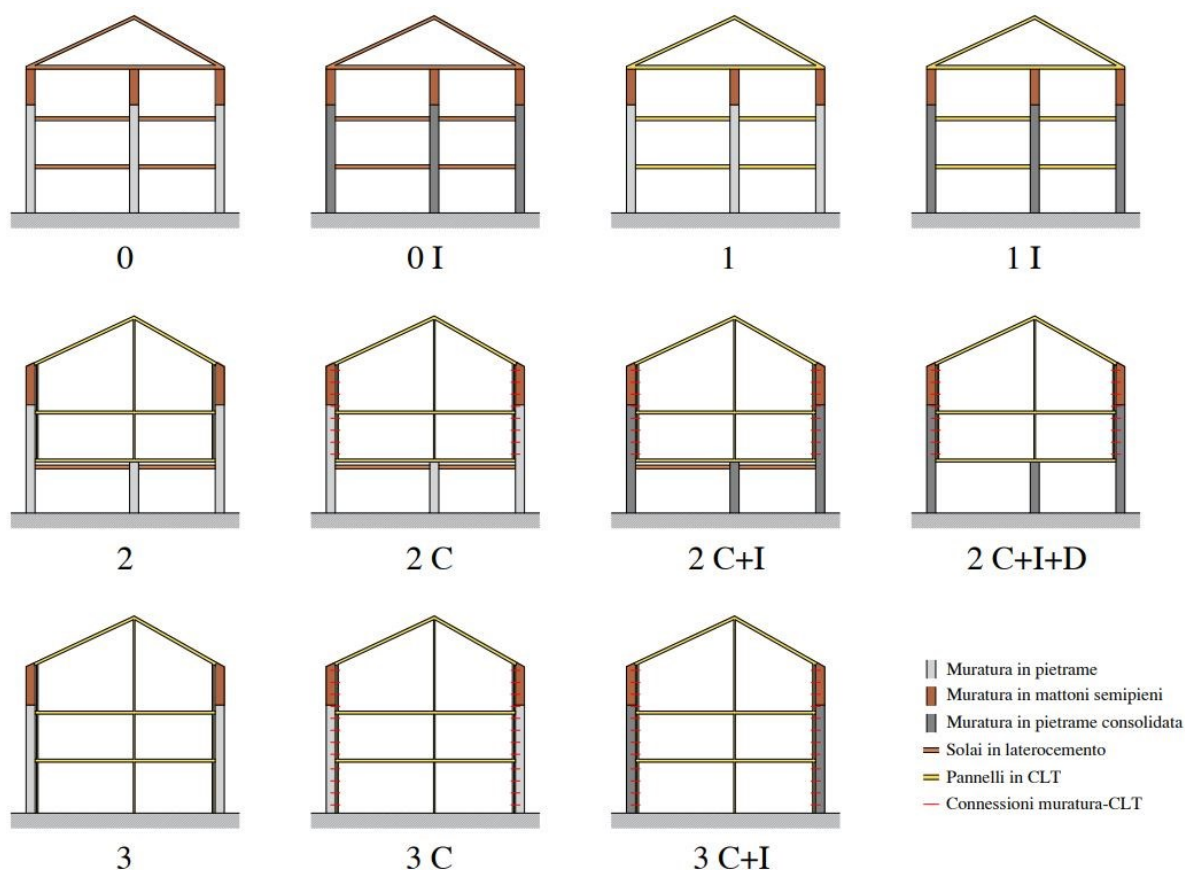 0
0 I
1
1 I
2
2 C
2 C+I
2 C+I+D
3
3 C
3 C+I
Muratura in pietrame
Muratura in mattoni semipieni
Muratura in pietrame consolidata
Solai in laterocemento
Pannelli in CLT
Connessioni muratura-CLT